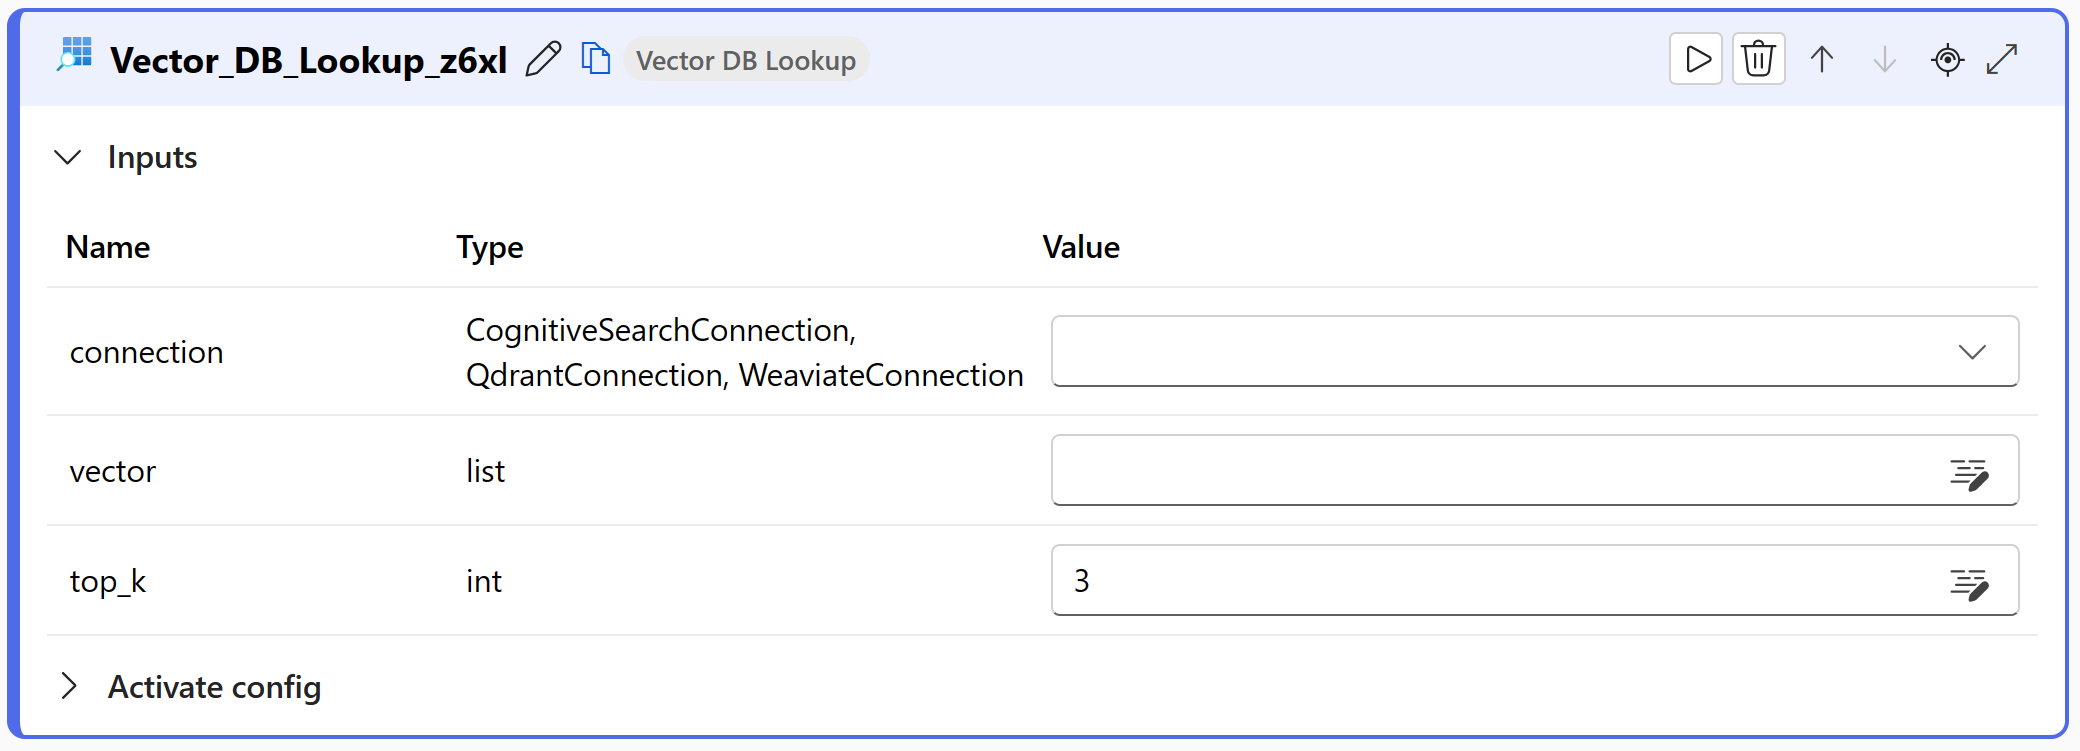 Vector_DB_Lookup_z6xl Vector DB Lookup
Inputs
Name Type Value
connection CognitiveSearchConnection,
QdrantConnection, WeaviateConnection
vector list
top_k int 3
Activate config